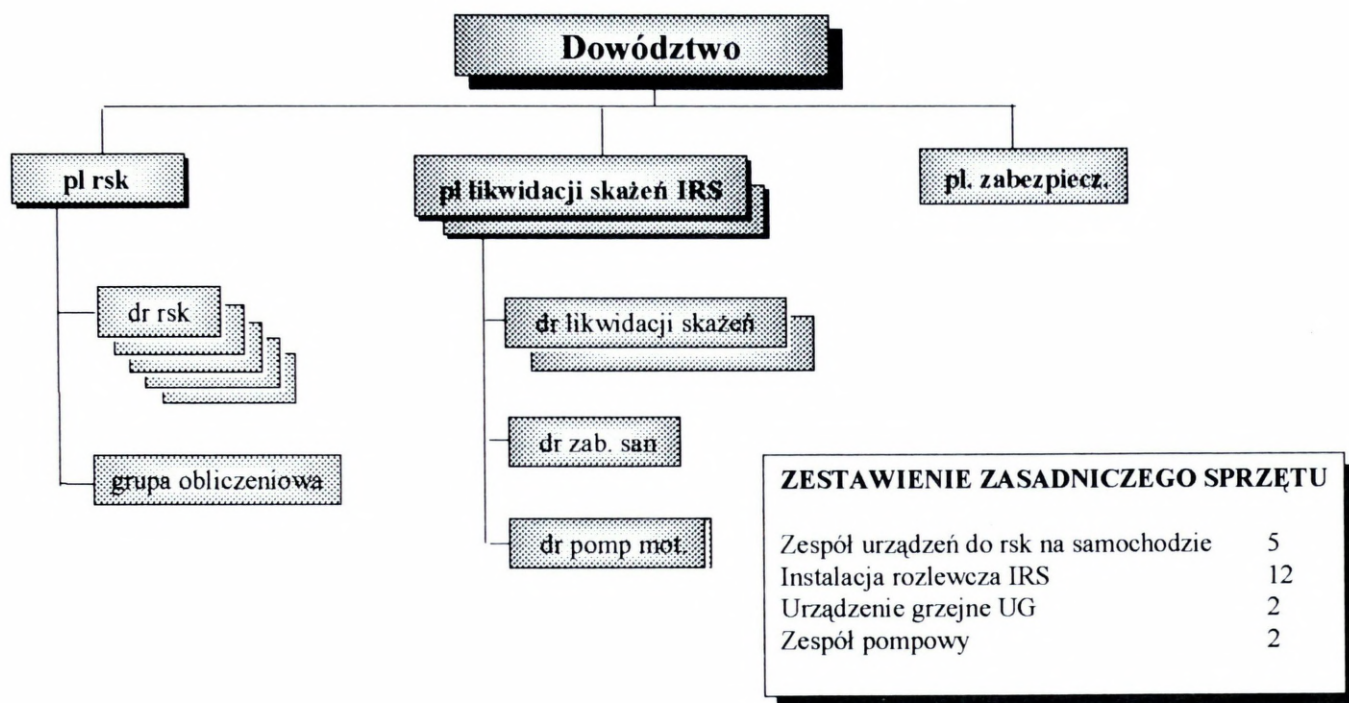 Dowództwo
pl rsk
pl likwidacji skażeń IRS
pl. zabezpiecz.
dr rsk
grupa obliczeniowa
dr likwidacji skażeń
dr zab. san
dr pomp mot.
ZESTAWIENIE ZASADNICZEGO SPRZĘTU
Zespół urządzeń do rsk na samochodzie 5
Instalacja rozlewcza IRS 12
Urządzenie grzejne UG 2
Zespół pompowy 2